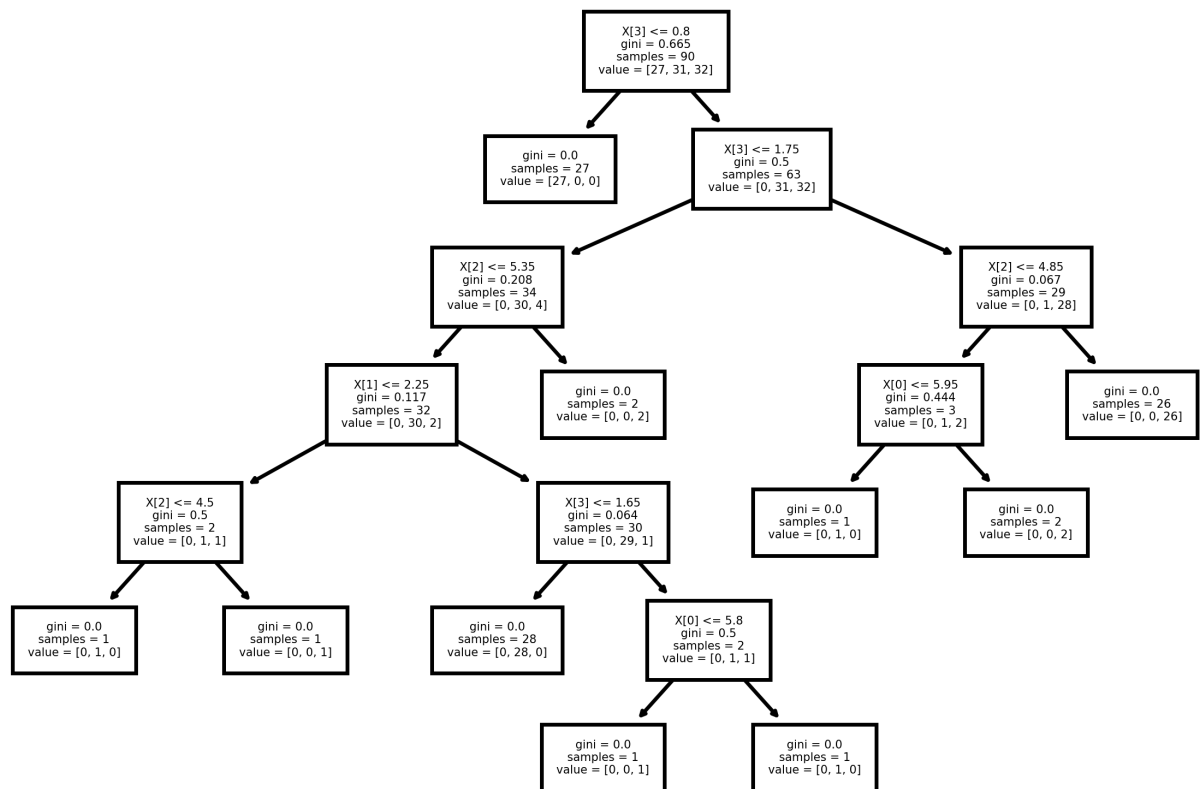 X[3] <= 0.8
gini = 0.665
samples = 90
value = [27, 31, 32]
gini = 0.0
samples = 27
value = [27, 0, 0]
X[3] <= 1.75
gini = 0.5
samples = 63
value = [0, 31, 32]
X[2] <= 5.35
gini = 0.208
samples = 34
value = [0, 30, 4]
X[2] <= 4.85
gini = 0.067
samples = 29
value = [0, 1, 28]
X[1] <= 2.25
gini = 0.117
samples = 32
value = [0, 30, 2]
gini = 0.0
samples = 2
value = [0, 0, 2]
X[0] <= 5.95
gini = 0.444
samples = 3
value = [0, 1, 2]
gini = 0.0
samples = 26
value = [0, 0, 26]
X[2] <= 4.5
gini = 0.5
samples = 2
value = [0, 1, 1]
X[3] <= 1.65
gini = 0.064
samples = 30
value = [0, 29, 1]
gini = 0.0
samples = 1
value = [0, 1, 0]
gini = 0.0
samples = 2
value = [0, 0, 2]
gini = 0.0
samples = 1
value = [0, 1, 0]
gini = 0.0
samples = 1
value = [0, 0, 1]
gini = 0.0
samples = 28
value = [0, 28, 0]
X[0] <= 5.8
gini = 0.5
samples = 2
value = [0, 1, 1]
gini = 0.0
samples = 1
value = [0, 0, 1]
gini = 0.0
samples = 1
value = [0, 1, 0]